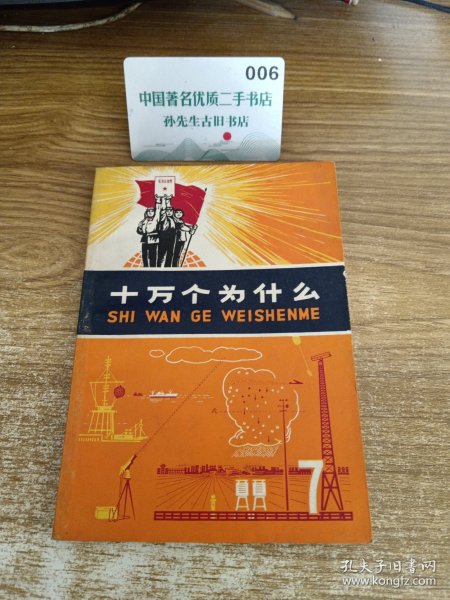 006
中国著名优质二手书店
孙先生古旧书店
十万个为什么
SHI WAN GE WEISHENME
7
孔夫子旧书网
www.kongfz.com